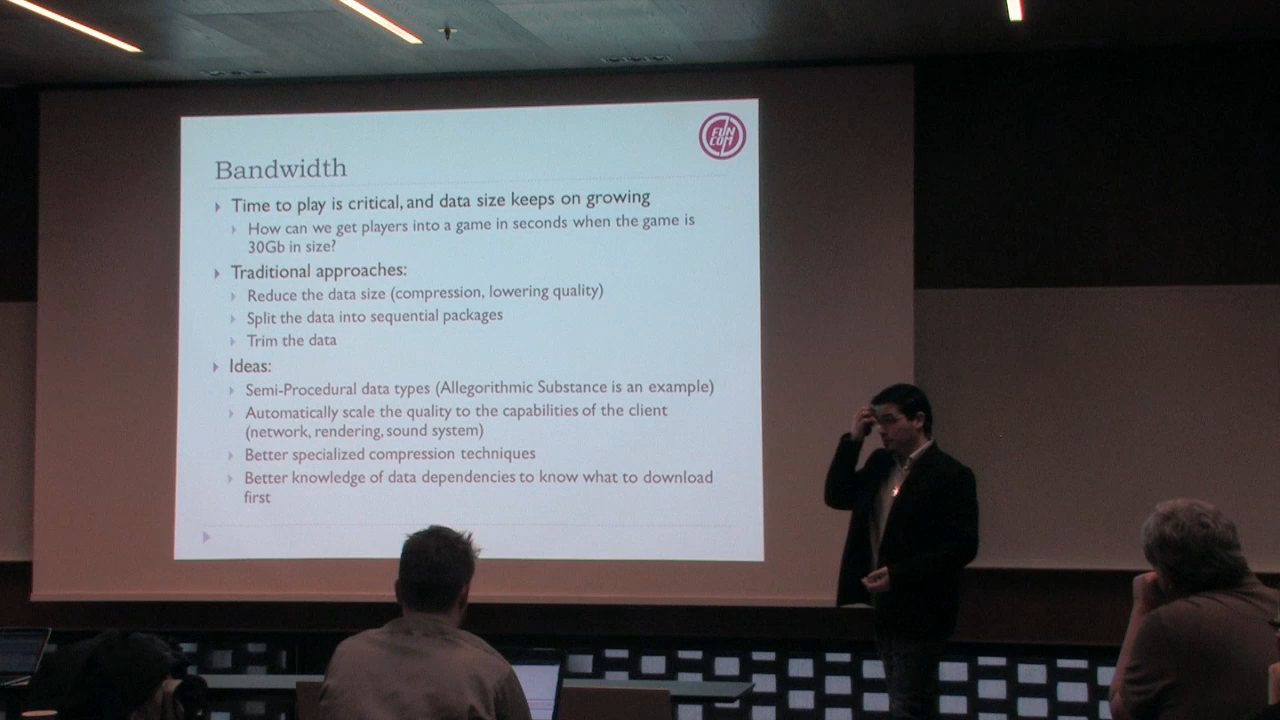 FUN
COM
Bandwidth
Time to play is critical, and data size keeps on growing
How can we get players into a game in seconds when the game is
30Gb in size?
Traditional approaches:
Reduce the data size (compression, lowering quality)
Split the data into sequential packages
Trim the data
Ideas:
Semi-Procedural data types (Allegorithmic Substance is an example)
Automatically scale the quality to the capabilities of the client
(network, rendering, sound system)
Better specialized compression techniques
Better knowledge of data dependencies to know what to download
first